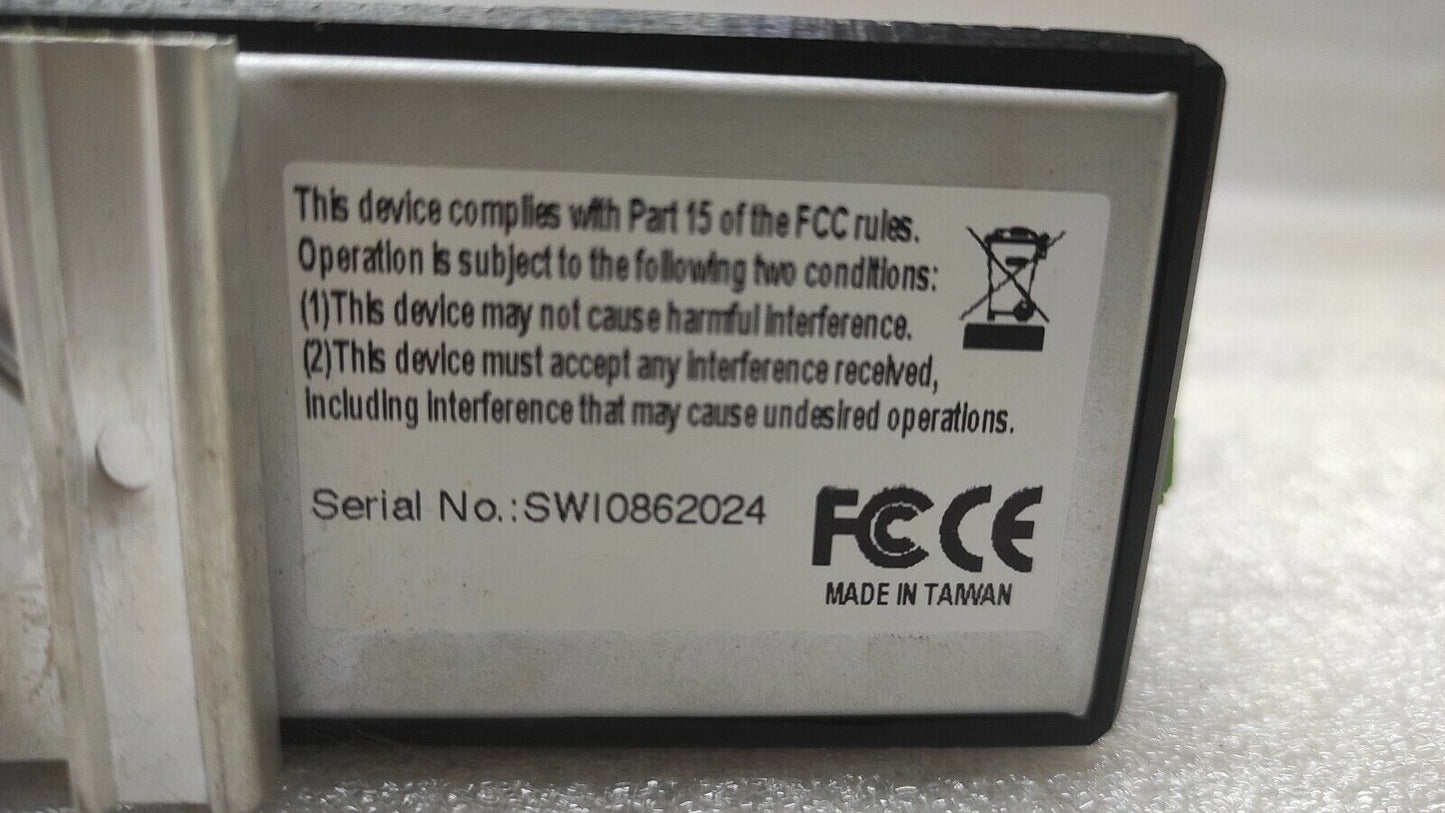 This device complies with Part 15 of the FCC rules.
Operation is subject to the following two conditions:
(1)This device may not cause harmful interference.
(2)This device must accept any interference received,
including interference that may cause undesired operations.
Serial No.:SWI0862024
FC CE
MADE IN TAIWAN